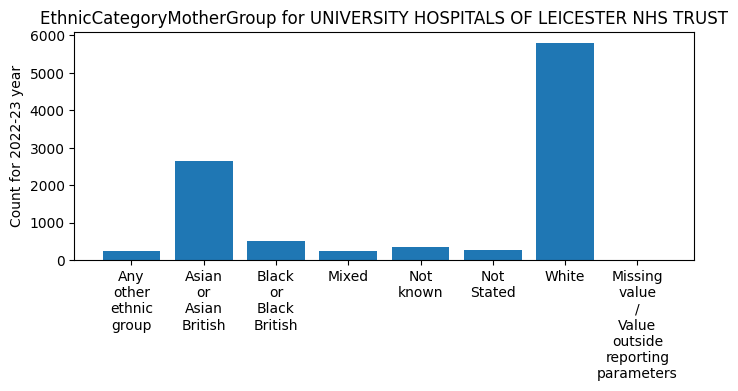 EthnicCategoryMotherGroup for UNIVERSITY HOSPITALS OF LEICESTER NHS TRUST
Count for 2022-23 year
6000
5000
4000
3000
2000
1000
0
Any
other
ethnic
group
Asian
or
Asian
British
Black
or
Black
British
Mixed
Not
known
Not
Stated
White
Missing
value
/
Value
outside
reporting
parameters